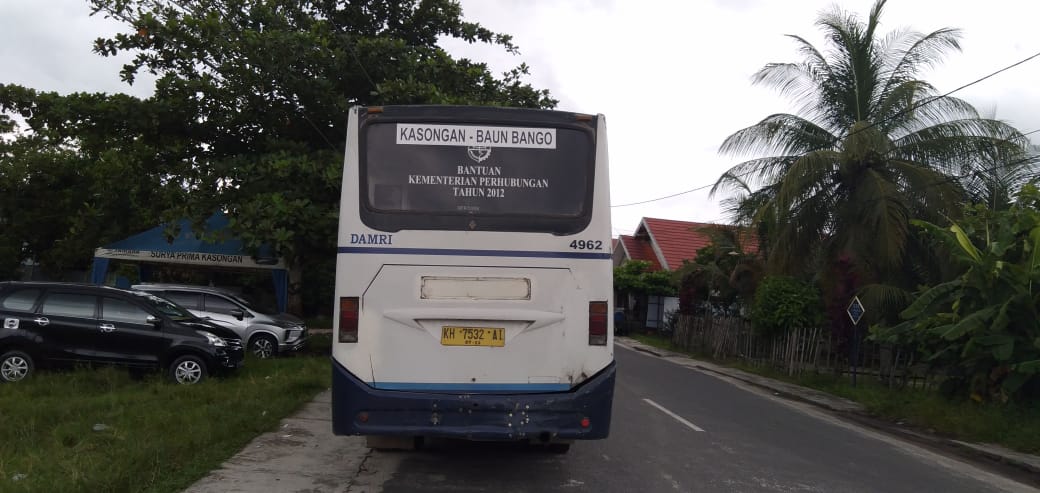 KASONGAN - BAUN BANGO
BANTUAN
KEMENTERIAN PERHUBUNGAN
TAHUN 2012
DAMRI
4962
KH 7532 AI
SURYA PRIMA KASONGAN